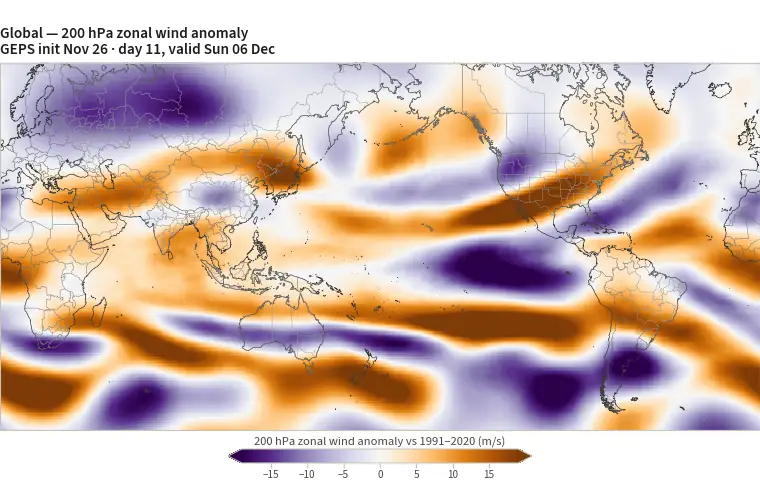 Global — 200 hPa zonal wind anomaly
GEPS init Nov 26 · day 11, valid Sun 06 Dec
200 hPa zonal wind anomaly vs 1991–2020 (m/s)
−15 −10 −5 0 5 10 15